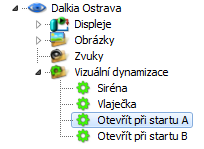 Dalkia Ostrava
Displeje
Obrázky
Zvuky
Vizuální dynamizace
Siréna
Vlaječka
Otevřít při startu A
Otevřít při startu B